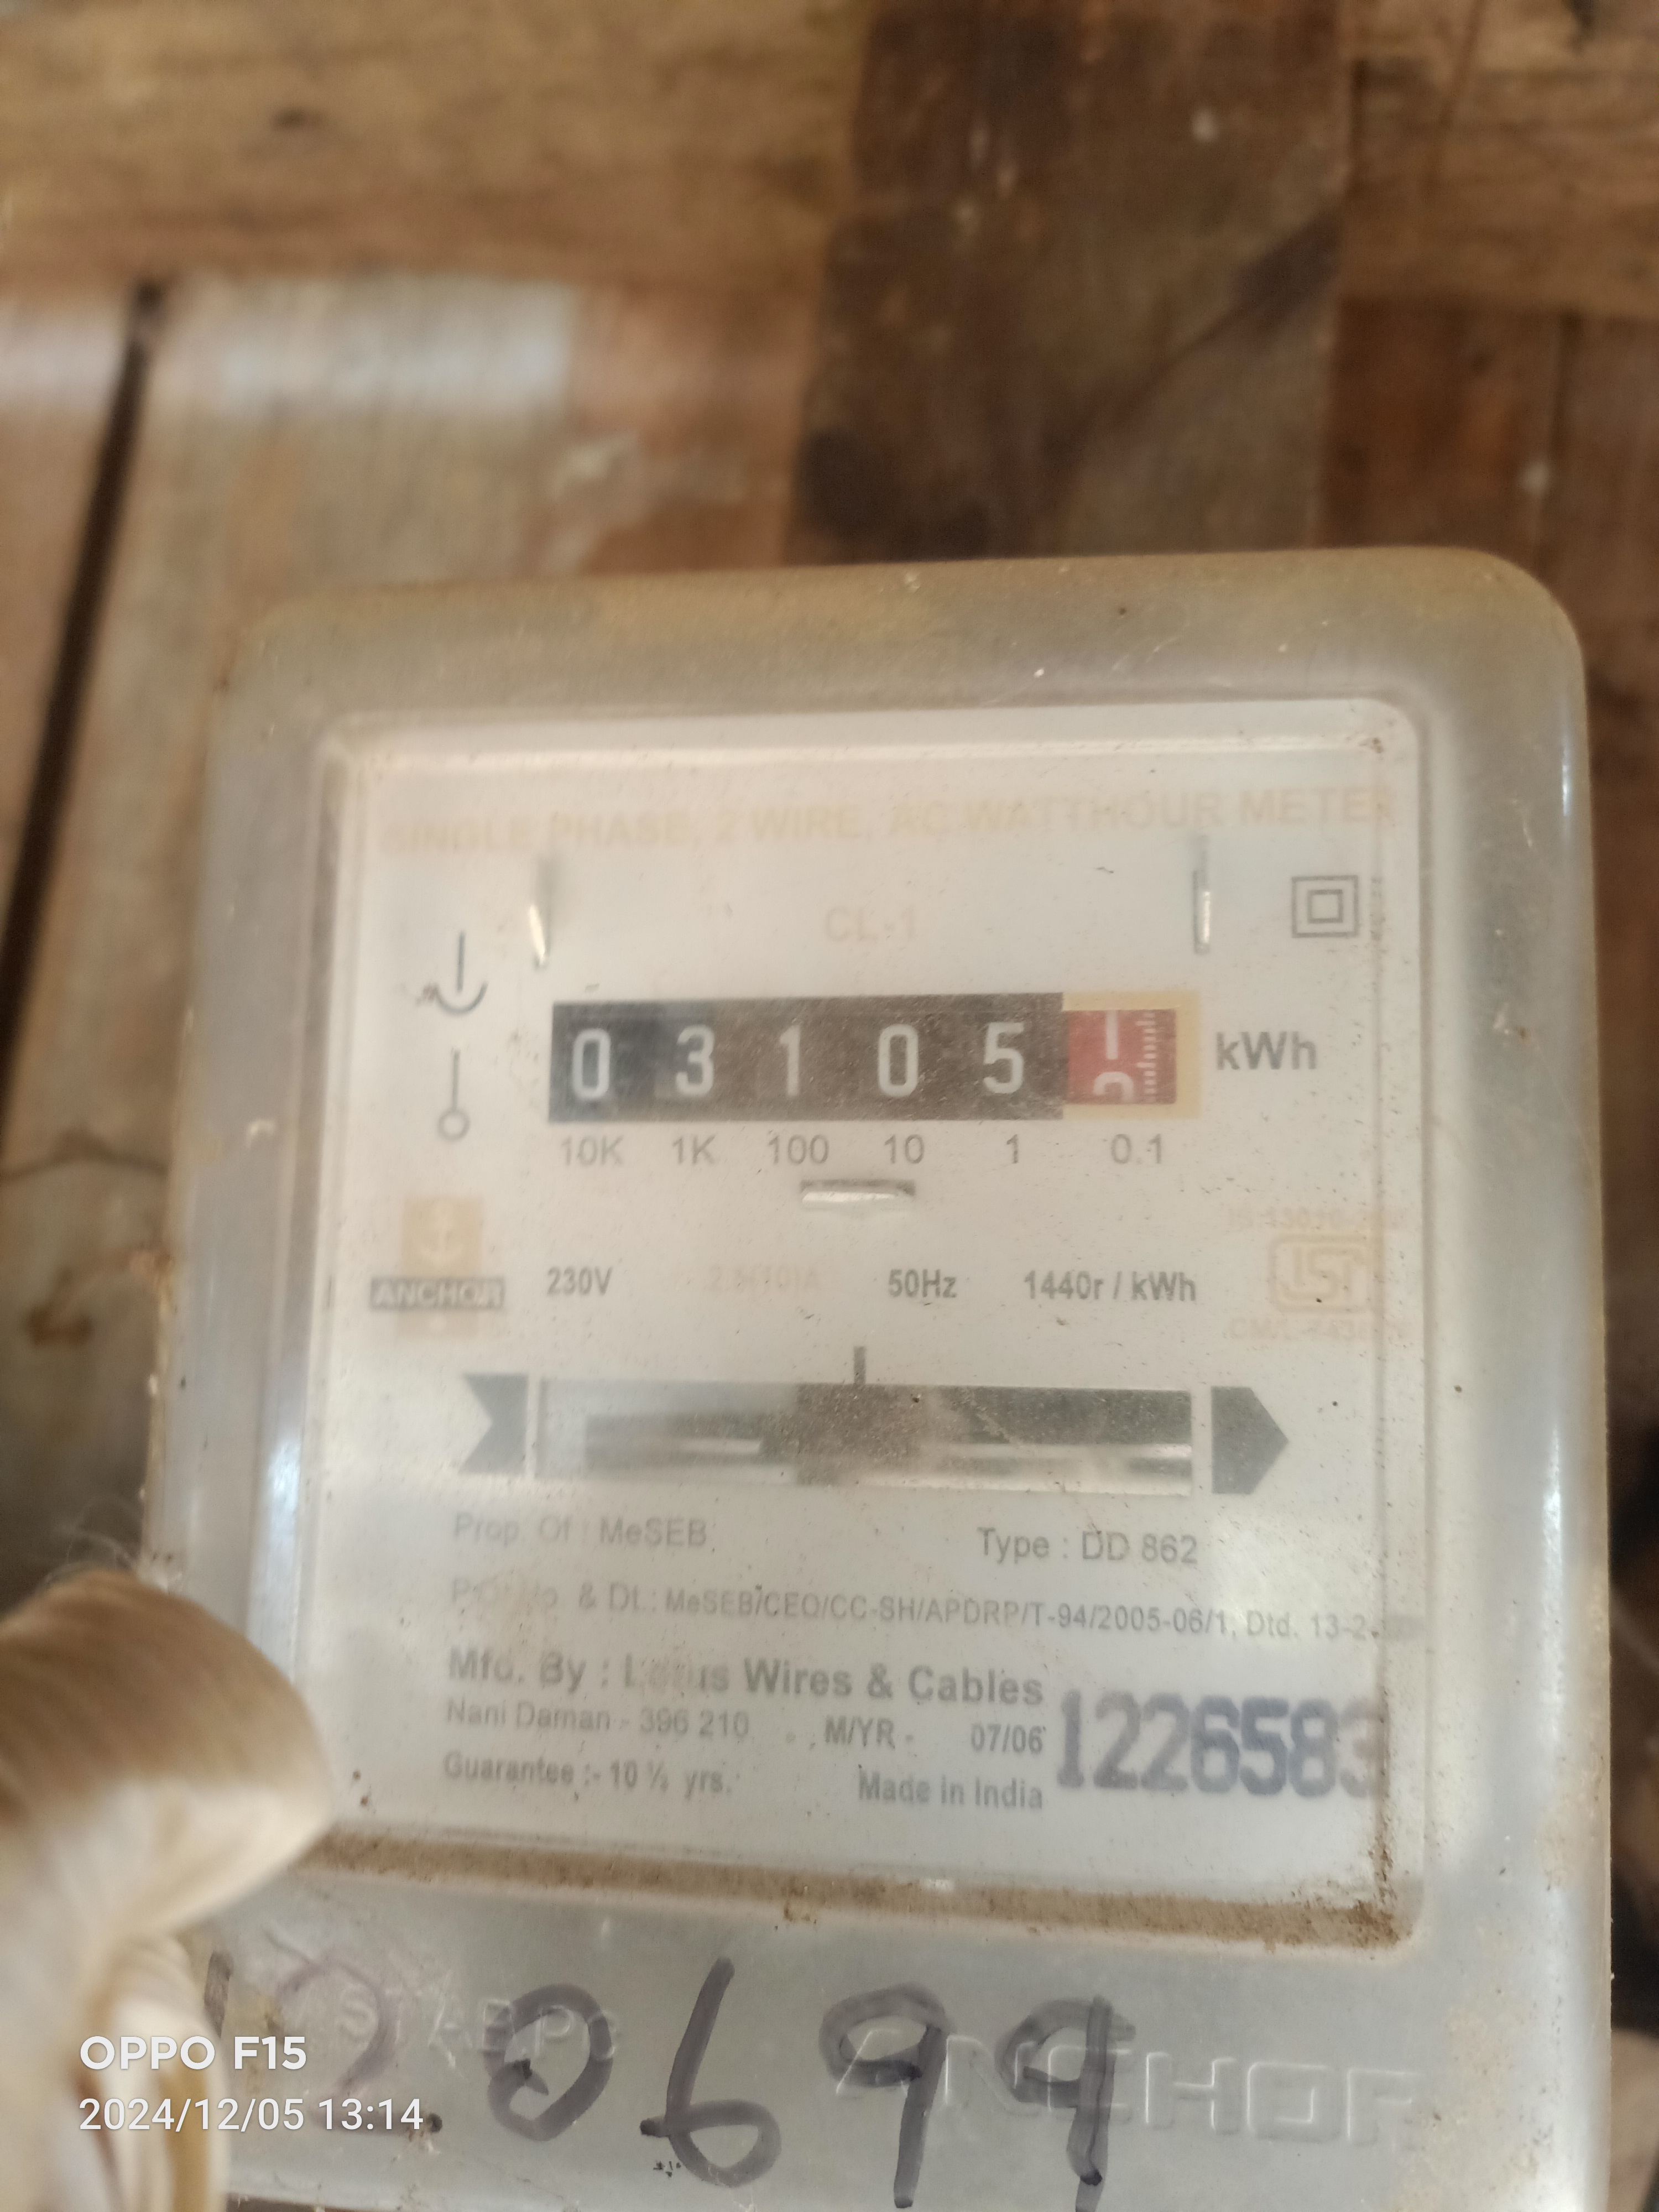 SINGLE PHASE, 2 WIRE, AC WATTHOUR METER
CL-1
0 3 1 0 5 1 kWh
10K 1K 100 10 1 0.1
ANCHOR 230V 2.5(10)A 50Hz 1440r / kWh
Prop. Of : MeSEB Type : DD 862
& Dt.: MeSEB/CEO/CC-SH/APDRP/T-94/2005-06/1, Dtd. 13-2-
Mfd. By : Lotus Wires & Cables
Nani Daman - 396 210 M/YR - 07/06
1226583
Guarantee :- 10 ½ yrs. Made in India
0699
ANCHOR
OPPO F15
2024/12/05 13:14